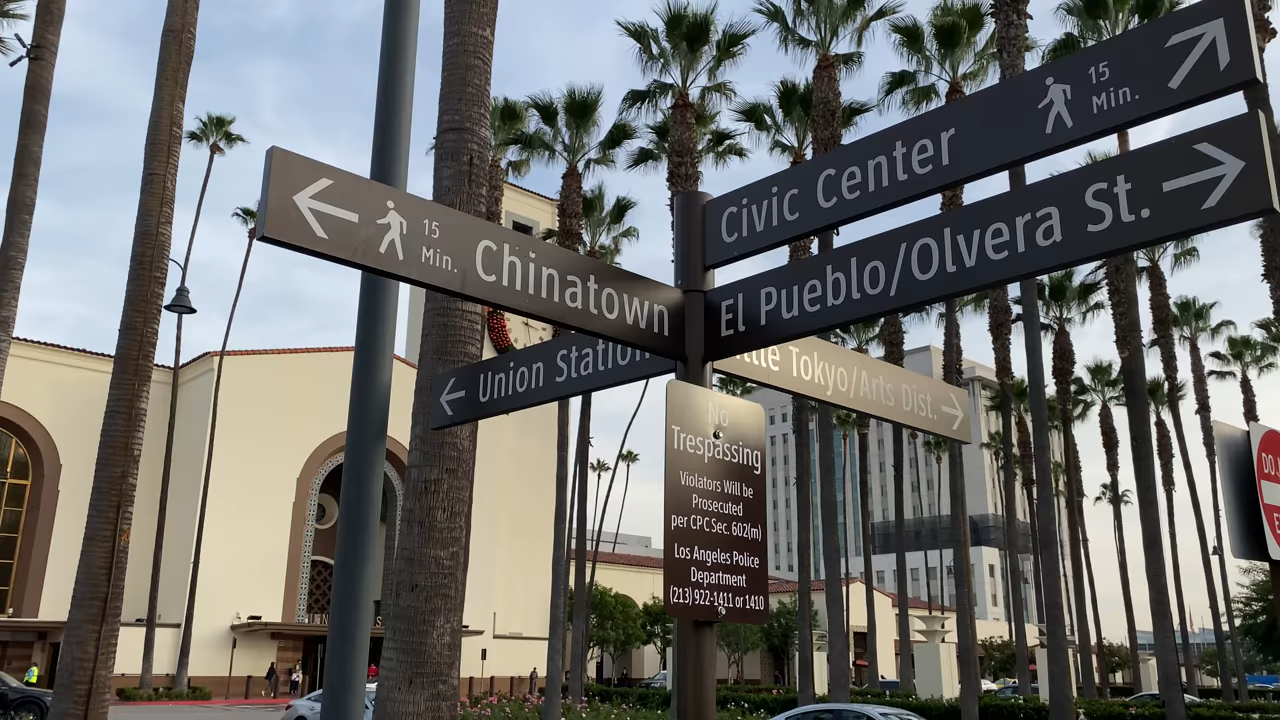 15
Min.
Civic Center
15
Min.
Chinatown
El Pueblo/Olvera St.
Union Station
Tokyo/Arts Dist.
No
Trespassing
Violators Will be
Prosecuted
per CPC Sec. 602(m)
Los Angeles Police
Department
(213) 922-1411 or 1410